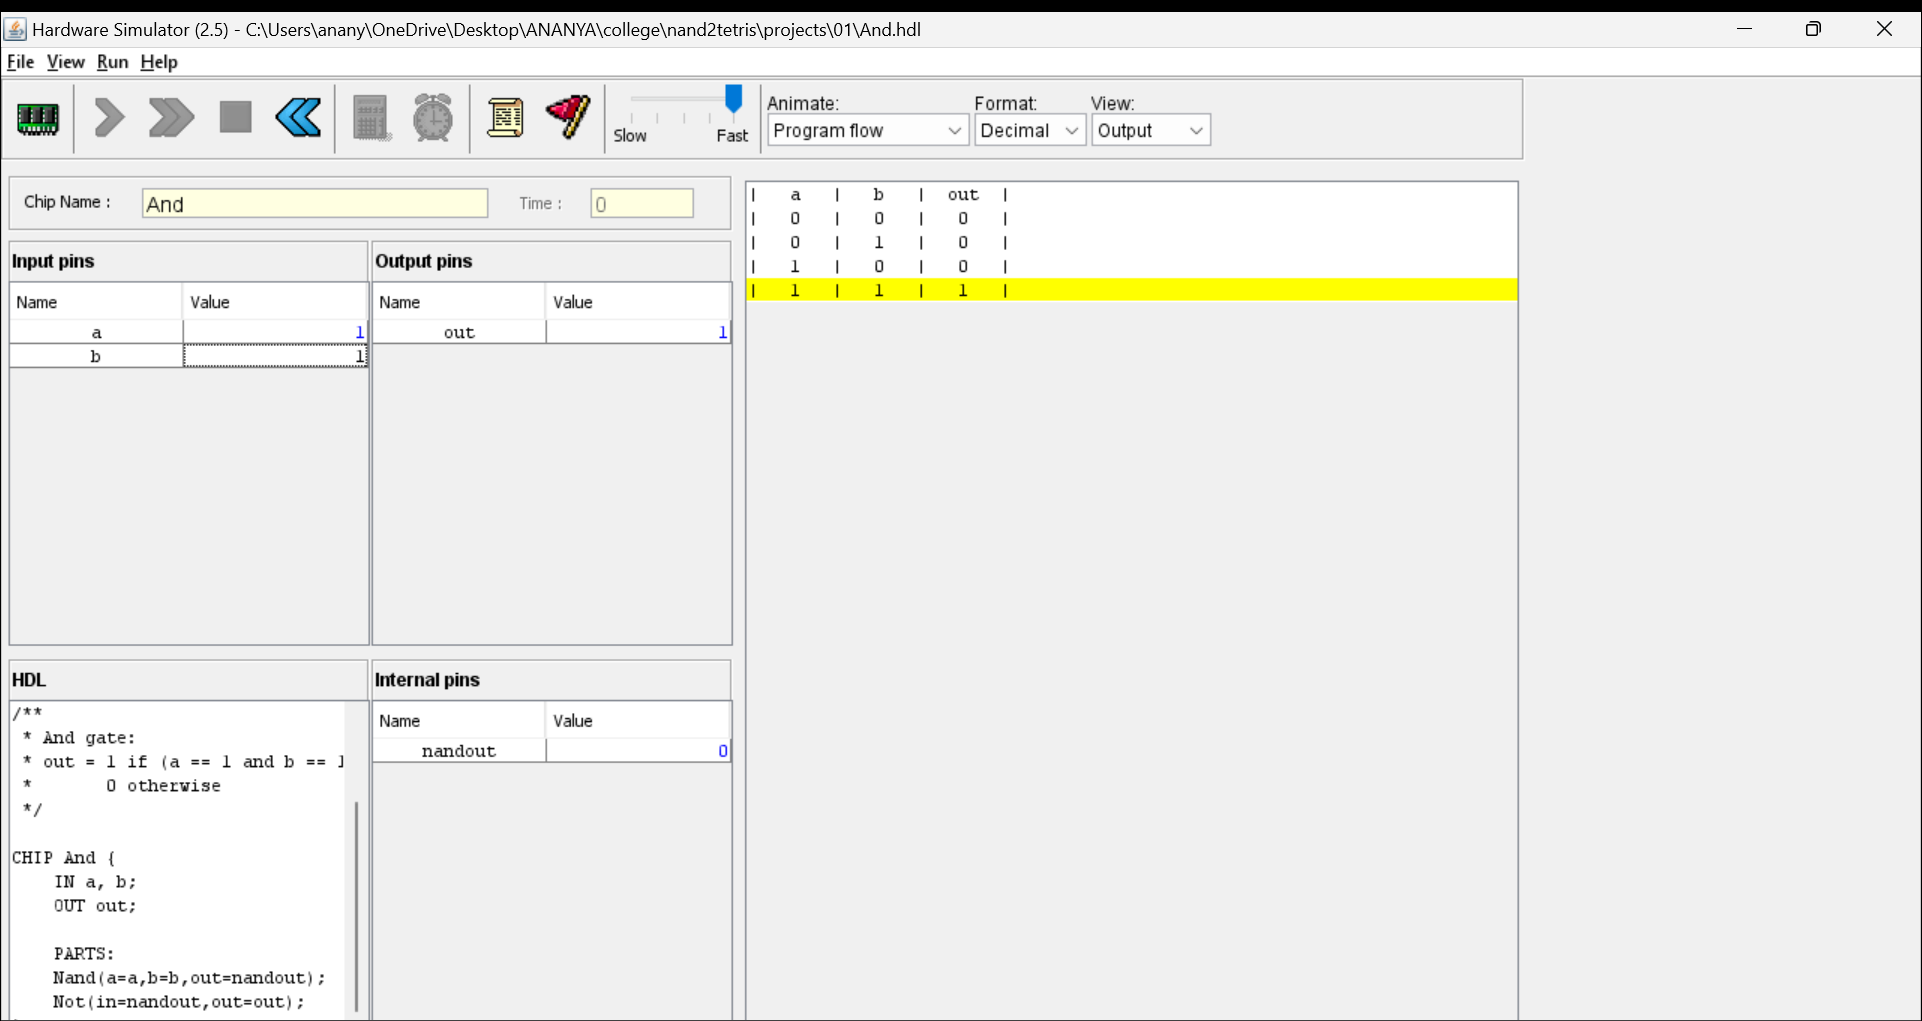 Hardware Simulator (2.5) - C:\Users\anany\OneDrive\Desktop\ANANYA\college\nand2tetris\projects\01\And.hdl
File View Run Help
Slow Fast
Animate: Format: View:
Program flow Decimal Output
Chip Name : And Time : 0
Input pins
Name Value
a 1
b 1
Output pins
Name Value
out 1
HDL
/**
* And gate:
* out = 1 if (a == 1 and b == 1
* 0 otherwise
*/
CHIP And {
IN a, b;
OUT out;
PARTS:
Nand(a=a,b=b,out=nandout);
Not(in=nandout,out=out);
Internal pins
Name Value
nandout 0
| a | b | out |
| 0 | 0 | 0 |
| 0 | 1 | 0 |
| 1 | 0 | 0 |
| 1 | 1 | 1 |